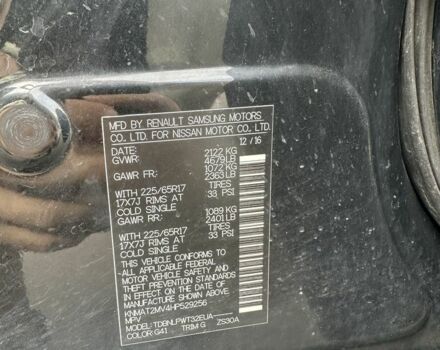 MFD BY RENAULT SAMSUNG MOTORS
CO., LTD. FOR NISSAN MOTOR CO., LTD.
DATE: 12/16
GVWR: 2122 KG
4679LB
GAWR FR: 1072 KG
2363LB
WITH 225/65R17 TIRES
17X7J RIMS AT 33 PSI
COLD SINGLE
GAWR RR: 1089 KG
2401LB
WITH 225/65R17 TIRES
17X7J RIMS AT 33 PSI
COLD SINGLE
THIS VEHICLE CONFORMS TO ALL
APPLICABLE FEDERAL
MOTOR VEHICLE SAFETY AND
THEFT PREVENTION STANDARDS
IN EFFECT ON THE DATE OF
MANUFACTURE SHOWN ABOVE.
KNMAT2MV4HP529256
MPV
MODEL: TDBNLPWT32EUA
COLOR: G41 TRIM: G ZS30A